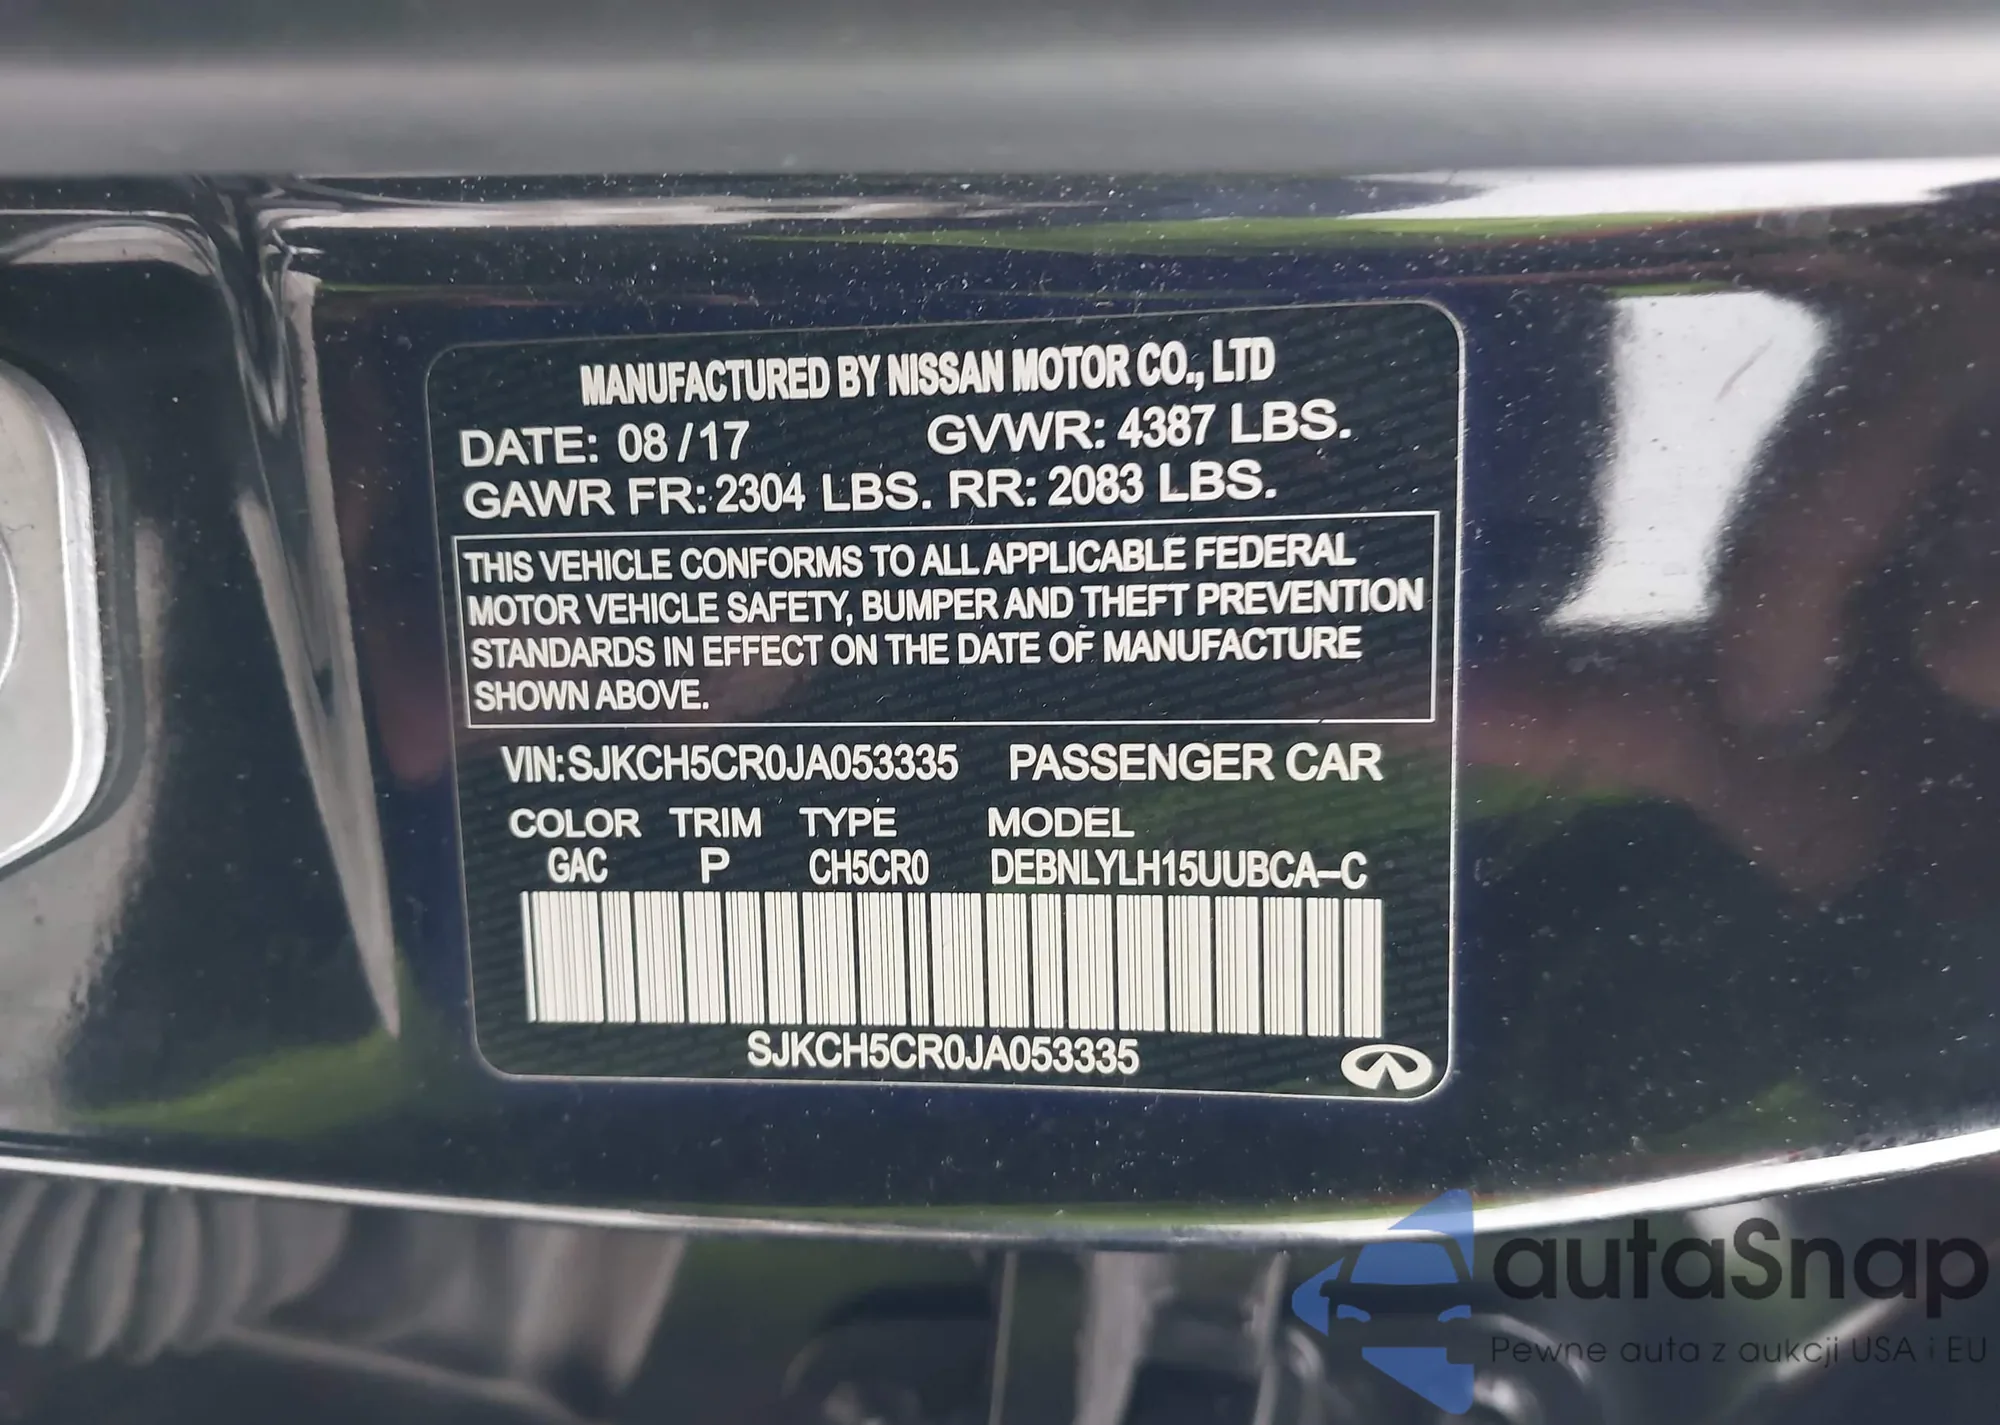 MANUFACTURED BY NISSAN MOTOR CO., LTD
DATE: 08 / 17 GVWR: 4387 LBS.
GAWR FR: 2304 LBS. RR: 2083 LBS.
THIS VEHICLE CONFORMS TO ALL APPLICABLE FEDERAL
MOTOR VEHICLE SAFETY, BUMPER AND THEFT PREVENTION
STANDARDS IN EFFECT ON THE DATE OF MANUFACTURE
SHOWN ABOVE.
VIN: SJKCH5CR0JA053335 PASSENGER CAR
COLOR TRIM TYPE MODEL
GAC P CH5CR0 DEBNLYLH15UUBCA-C
SJKCH5CR0JA053335
autaSnap
Pewne auta z aukcji USA i EU